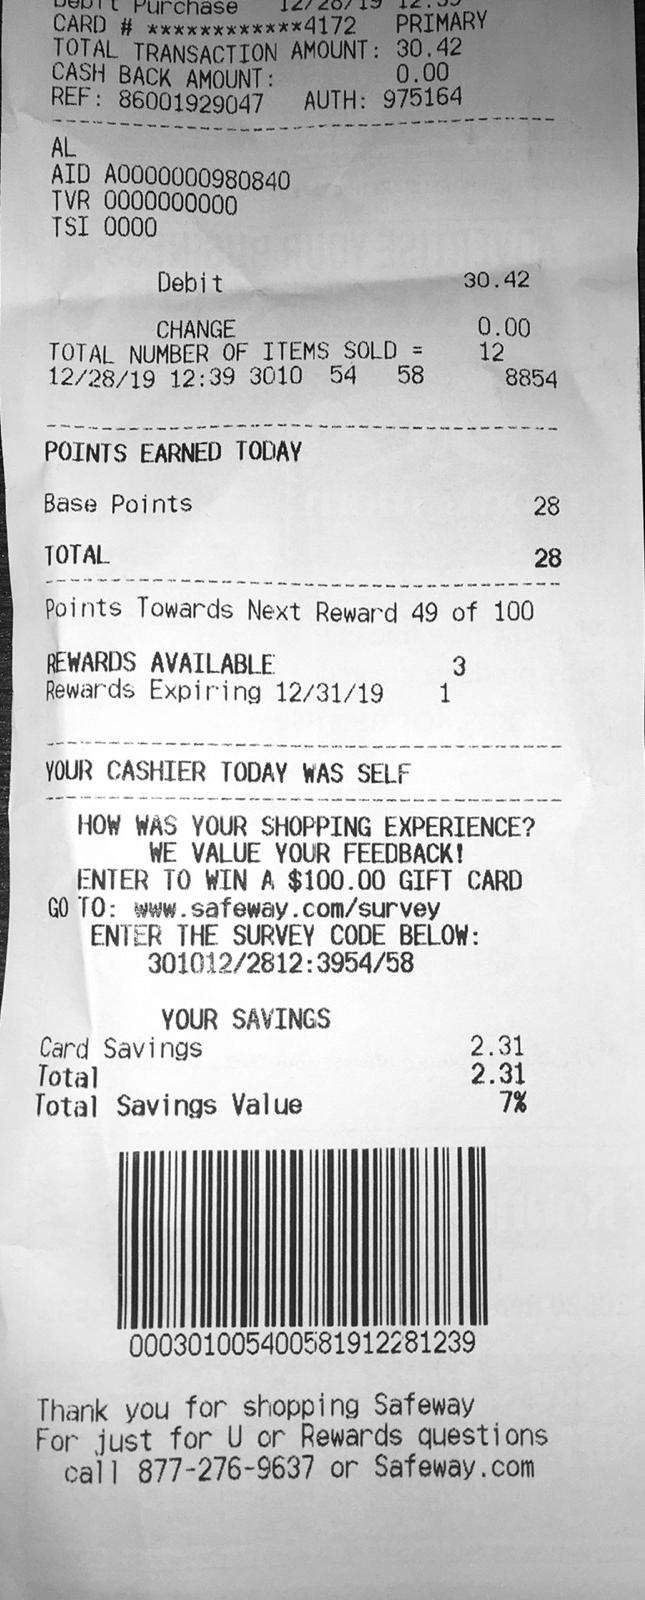 Debit Purchase 12/28/19 12:39
CARD # ************4172 PRIMARY
TOTAL TRANSACTION AMOUNT: 30.42
CASH BACK AMOUNT: 0.00
REF: 86001929047 AUTH: 975164
AL
AID A0000000980840
TVR 0000000000
TSI 0000
Debit 30.42
CHANGE 0.00
TOTAL NUMBER OF ITEMS SOLD = 12
12/28/19 12:39 3010 54 58 8854
POINTS EARNED TODAY
Base Points 28
TOTAL 28
Points Towards Next Reward 49 of 100
REWARDS AVAILABLE 3
Rewards Expiring 12/31/19 1
YOUR CASHIER TODAY WAS SELF
HOW WAS YOUR SHOPPING EXPERIENCE?
WE VALUE YOUR FEEDBACK!
ENTER TO WIN A $100.00 GIFT CARD
GO TO: www.safeway.com/survey
ENTER THE SURVEY CODE BELOW:
301012/2812:3954/58
YOUR SAVINGS
Card Savings 2.31
Total 2.31
Total Savings Value 7%
00030100540058191228123​9
Thank you for shopping Safeway
For just for U or Rewards questions
call 877-276-9637 or Safeway.com